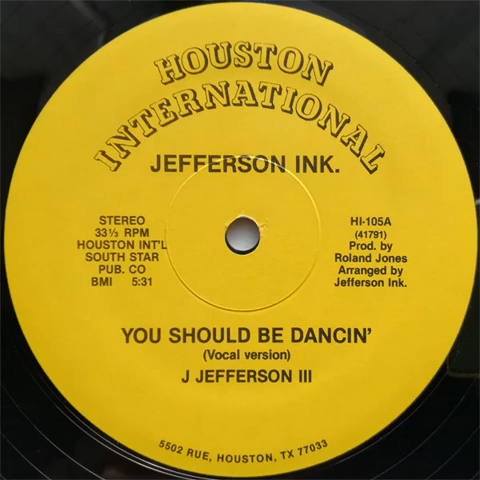 HOUSTON
INTERNATIONAL
JEFFERSON INK.
STEREO
33⅓ RPM
HOUSTON INT'L
SOUTH STAR
PUB. CO
BMI 5:31
HI-105A
(41791)
Prod. by
Roland Jones
Arranged by
Jefferson Ink.
YOU SHOULD BE DANCIN'
(Vocal version)
J JEFFERSON III
5502 RUE, HOUSTON, TX 77033